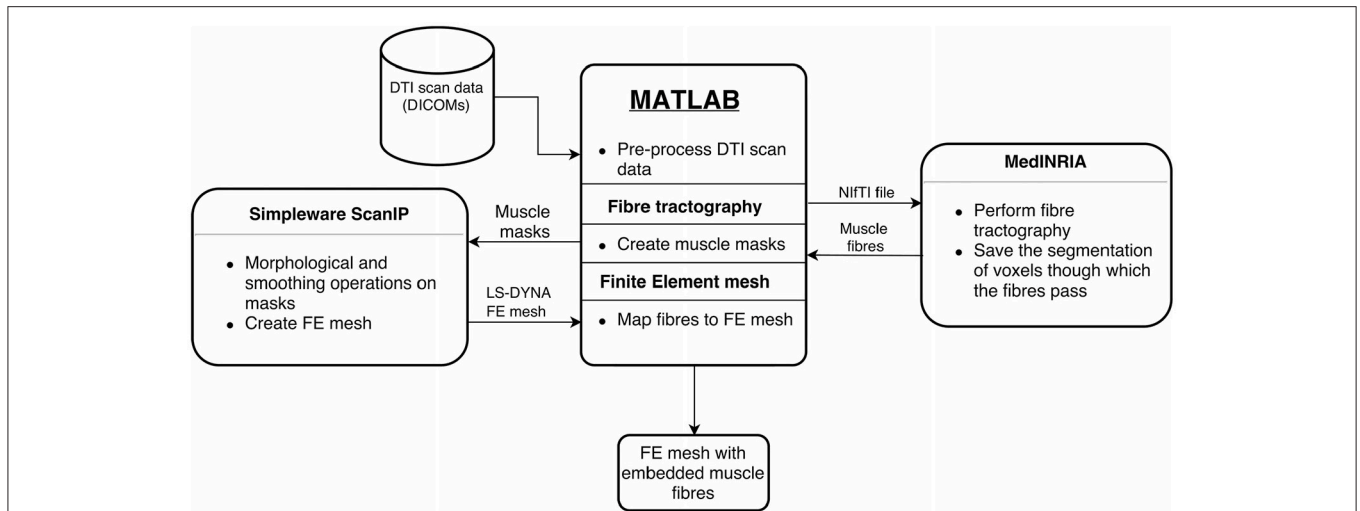 DTI scan data
(DICOMs)
MATLAB
• Pre-process DTI scan
data
Fibre tractography
• Create muscle masks
Finite Element mesh
• Map fibres to FE mesh
NIfTI file
Muscle
fibres
MedINRIA
• Perform fibre
tractography
• Save the segmentation
of voxels though which
the fibres pass
Simpleware ScanIP
• Morphological and
smoothing operations on
masks
• Create FE mesh
Muscle
masks
LS-DYNA
FE mesh
FE mesh with
embedded muscle
fibres